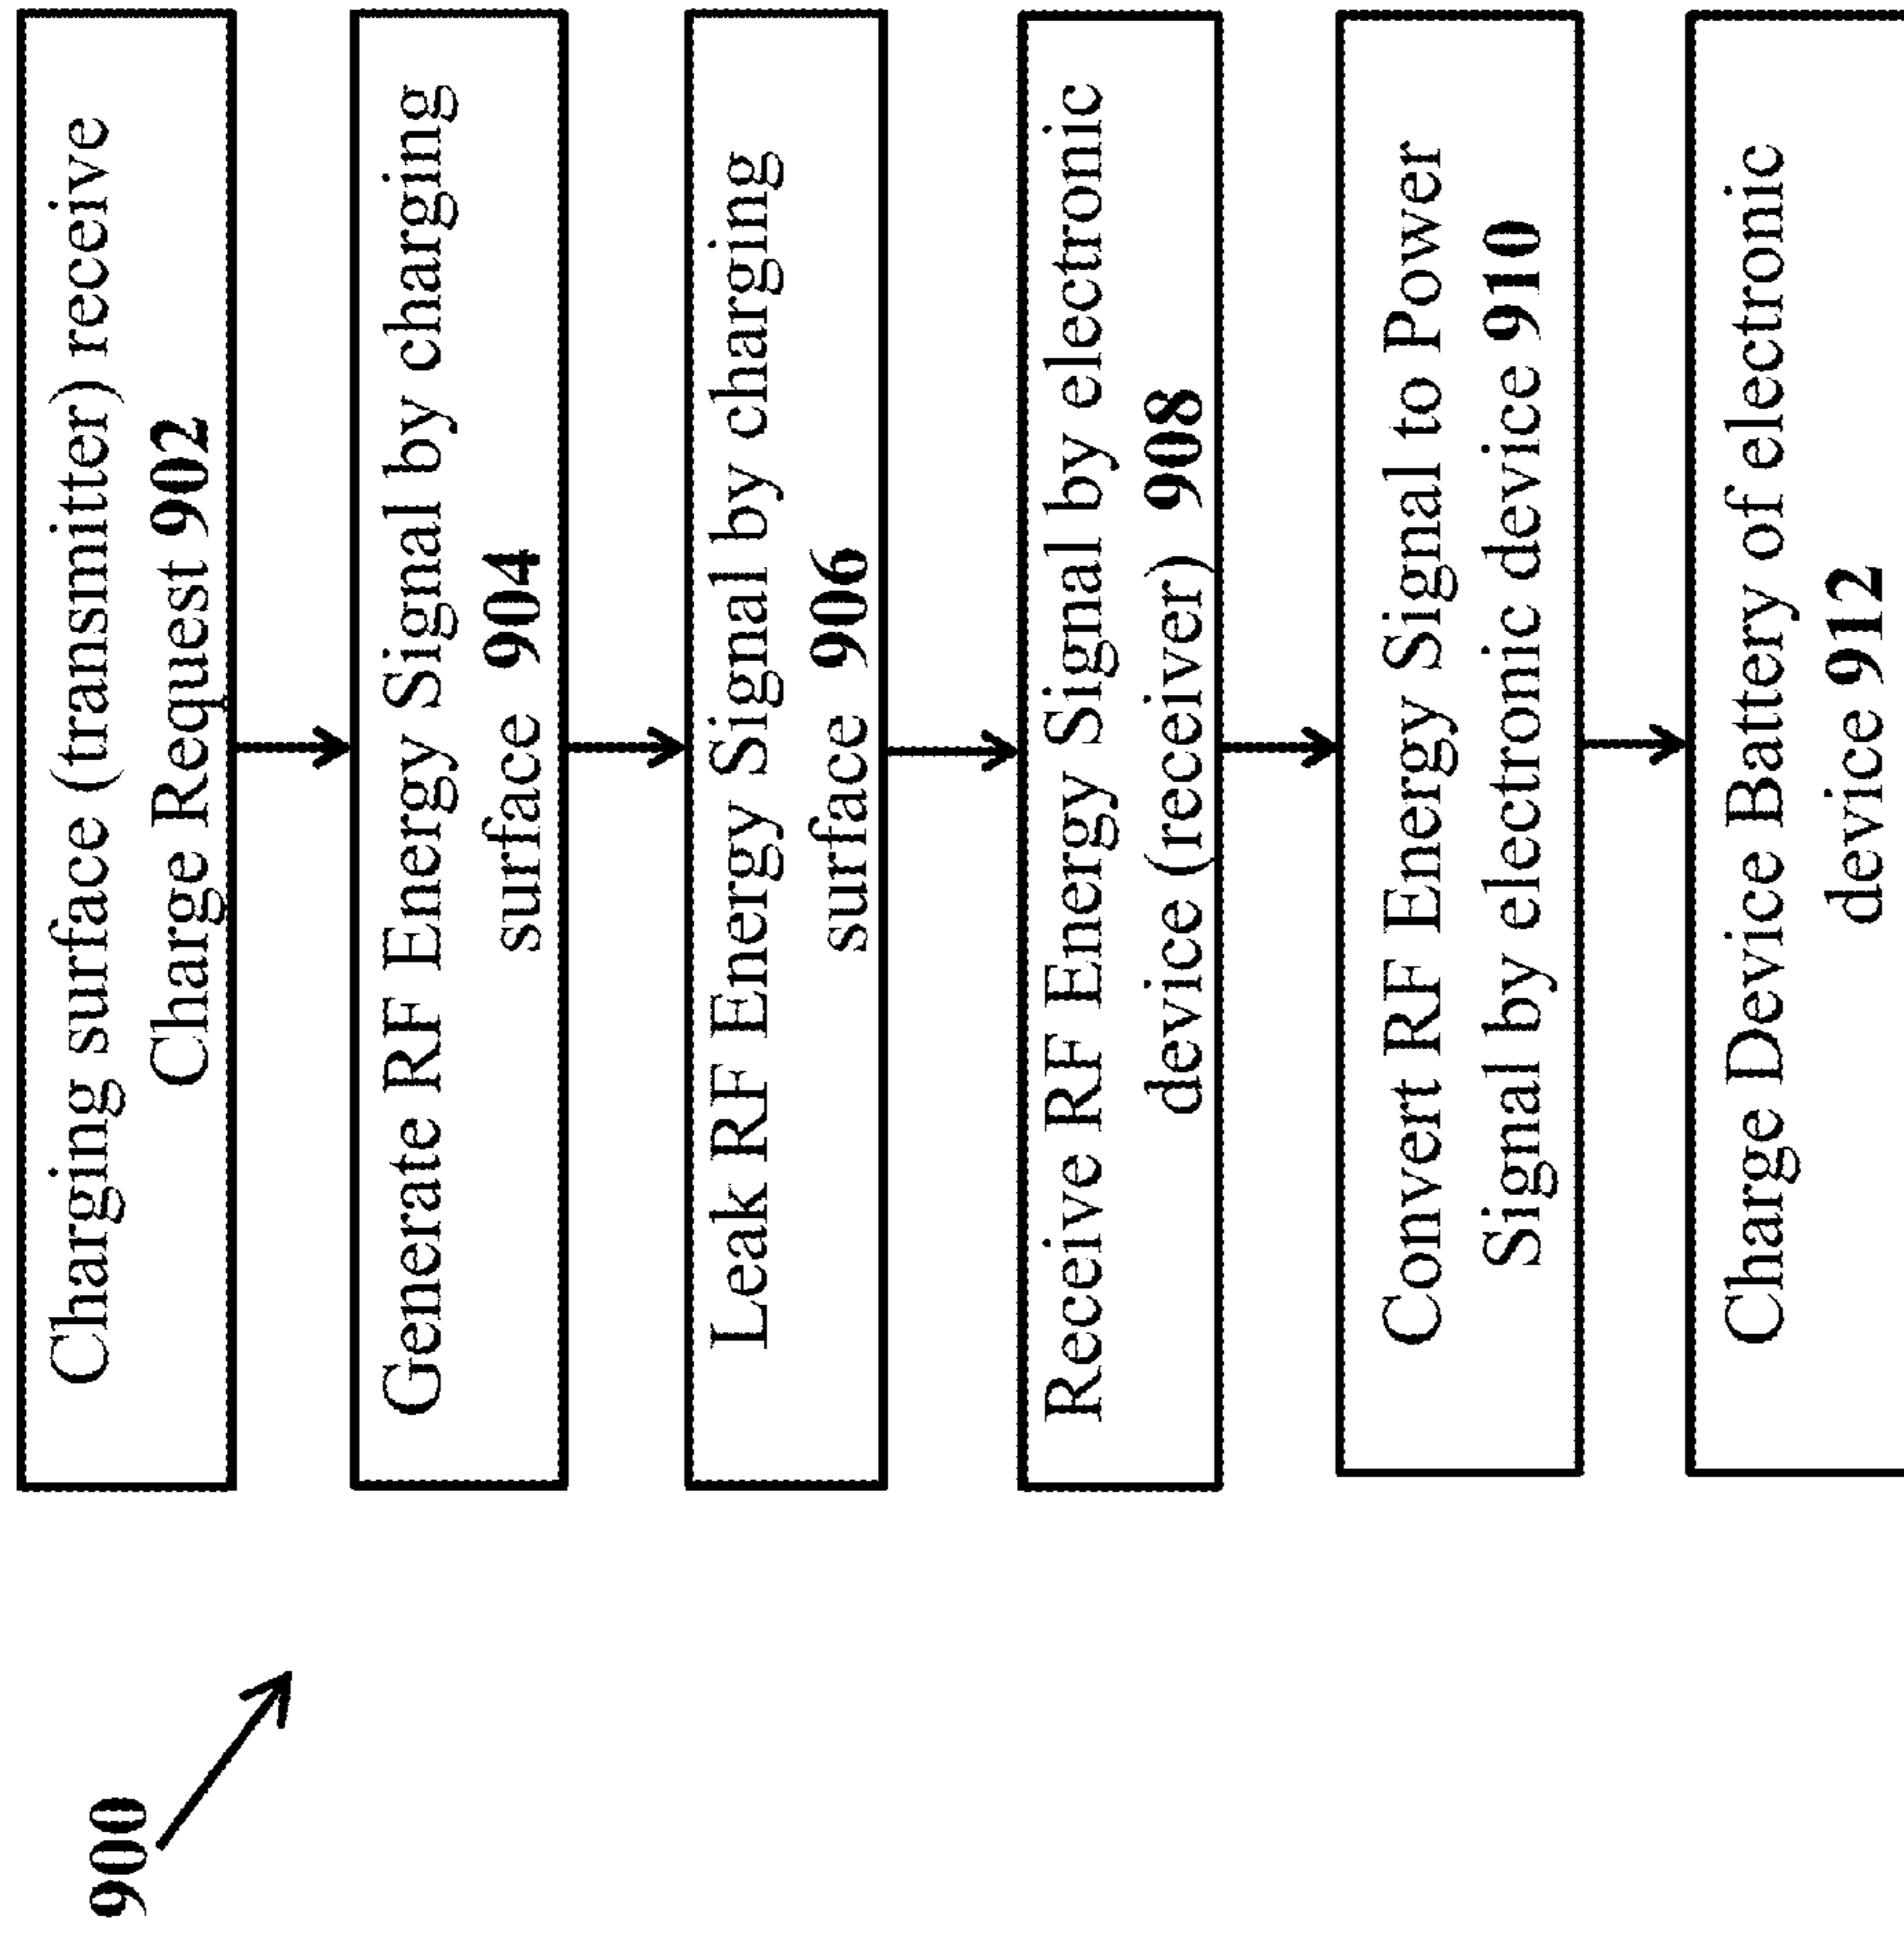 900
Charging surface (transmitter) receive
Charge Request 902
Generate RF Energy Signal by charging
surface 904
Leak RF Energy Signal by charging
surface 906
Receive RF Energy Signal by electronic
device (receiver) 908
Convert RF Energy Signal to Power
Signal by electronic device 910
Charge Device Battery of electronic
device 912